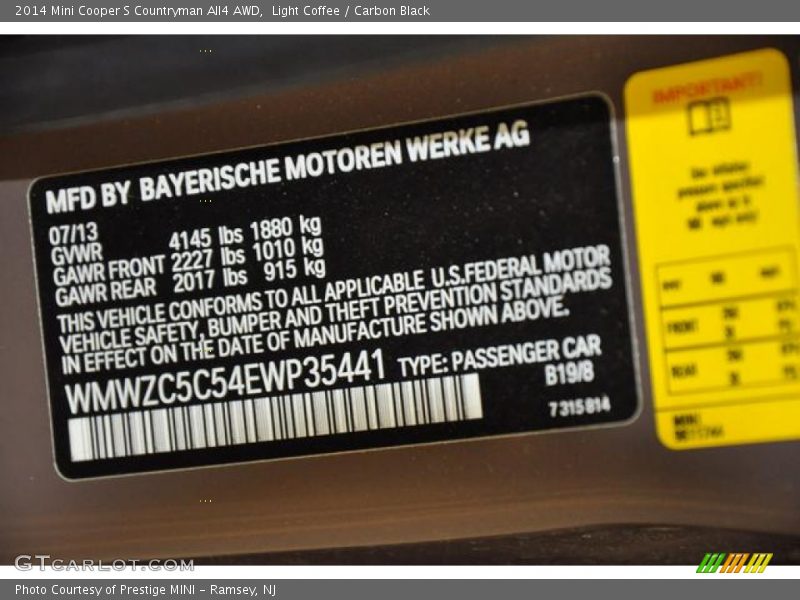 2014 Mini Cooper S Countryman All4 AWD,  Light Coffee / Carbon Black
MFD BY BAYERISCHE MOTOREN WERKE AG
07/13
GVWR 4145 lbs 1880 kg
GAWR FRONT 2227 lbs 1010 kg
GAWR REAR 2017 lbs 915 kg
THIS VEHICLE CONFORMS TO ALL APPLICABLE U.S.FEDERAL MOTOR
VEHICLE SAFETY, BUMPER AND THEFT PREVENTION STANDARDS
IN EFFECT ON THE DATE OF MANUFACTURE SHOWN ABOVE.
WMWZC5C54EWP35441 TYPE: PASSENGER CAR
B19/8
7 315 814
IMPORTANT!
FRONT
REAR
MINI
GTCARLOT.COM
Photo Courtesy of Prestige MINI - Ramsey, NJ